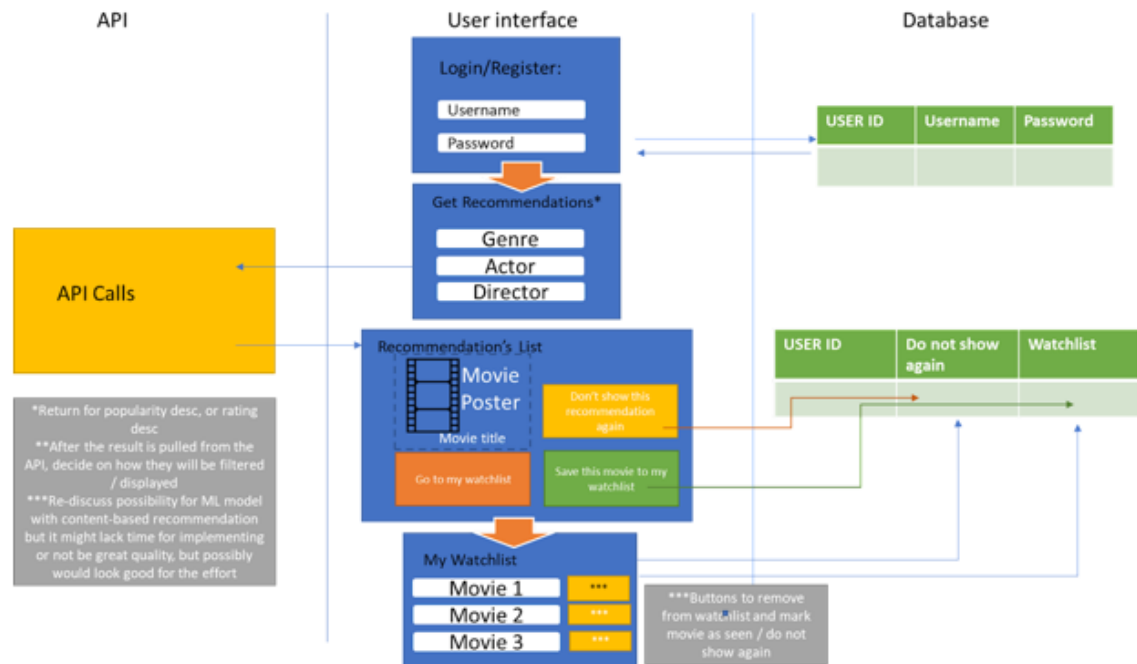 API
User interface
Database
Login/Register:
Username
Password
USER ID
Username
Password
Get Recommendations*
Genre
Actor
Director
API Calls
Recommendation's List
Movie
Poster
Movie title
Don't show this
recommendation
again
Go to my watchlist
Save this movie to my
watchlist
USER ID
Do not show
again
Watchlist
*Return for popularity desc, or rating
desc
**After the result is pulled from the
API, decide on how they will be filtered
/ displayed
***Re-discuss possibility for ML model
with content-based recommendation
but it might lack time for implementing
or not be great quality, but possibly
would look good for the effort
My Watchlist
Movie 1
***
Movie 2
***
Movie 3
***
***Buttons to remove
from watchlist and mark
movie as seen / do not
show again